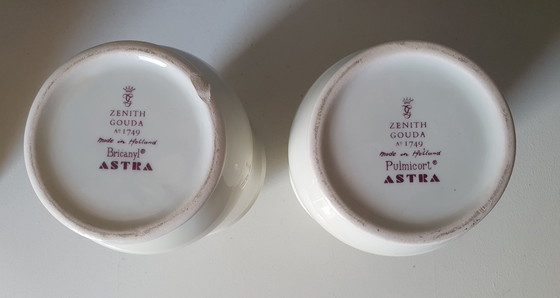 ZENITH
GOUDA
Aº 1749
made in Holland
Bricanyl®
ASTRA
ZENITH
GOUDA
Aº 1749
made in Holland
Pulmicort®
ASTRA